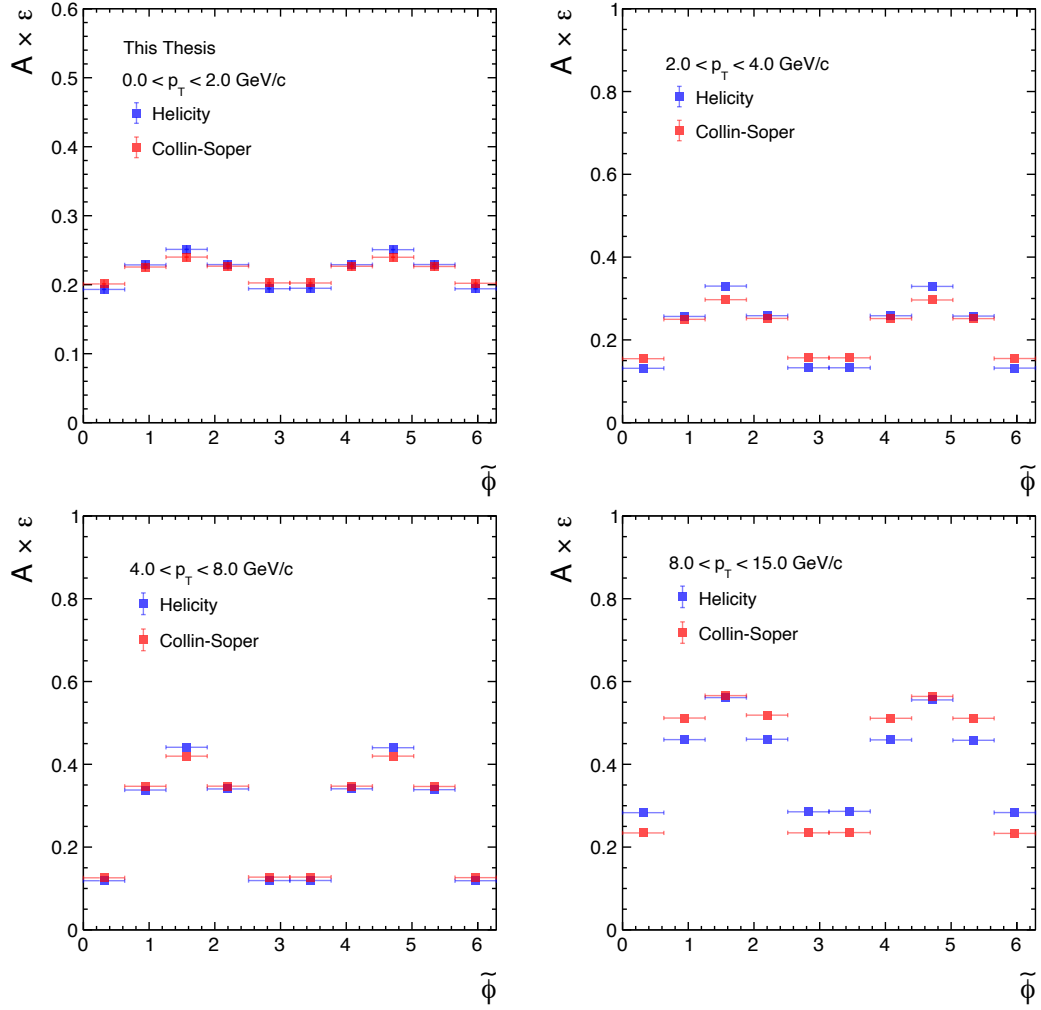 A × ε
0.6
0.5
0.4
0.3
0.2
0.1
0
This Thesis
0.0 < p_T < 2.0 GeV/c
Helicity
Collin-Soper
0 1 2 3 4 5 6
φ̃
A × ε
1
0.8
0.6
0.4
0.2
0
2.0 < p_T < 4.0 GeV/c
Helicity
Collin-Soper
0 1 2 3 4 5 6
φ̃
A × ε
1
0.8
0.6
0.4
0.2
0
4.0 < p_T < 8.0 GeV/c
Helicity
Collin-Soper
0 1 2 3 4 5 6
φ̃
A × ε
1
0.8
0.6
0.4
0.2
0
8.0 < p_T < 15.0 GeV/c
Helicity
Collin-Soper
0 1 2 3 4 5 6
φ̃